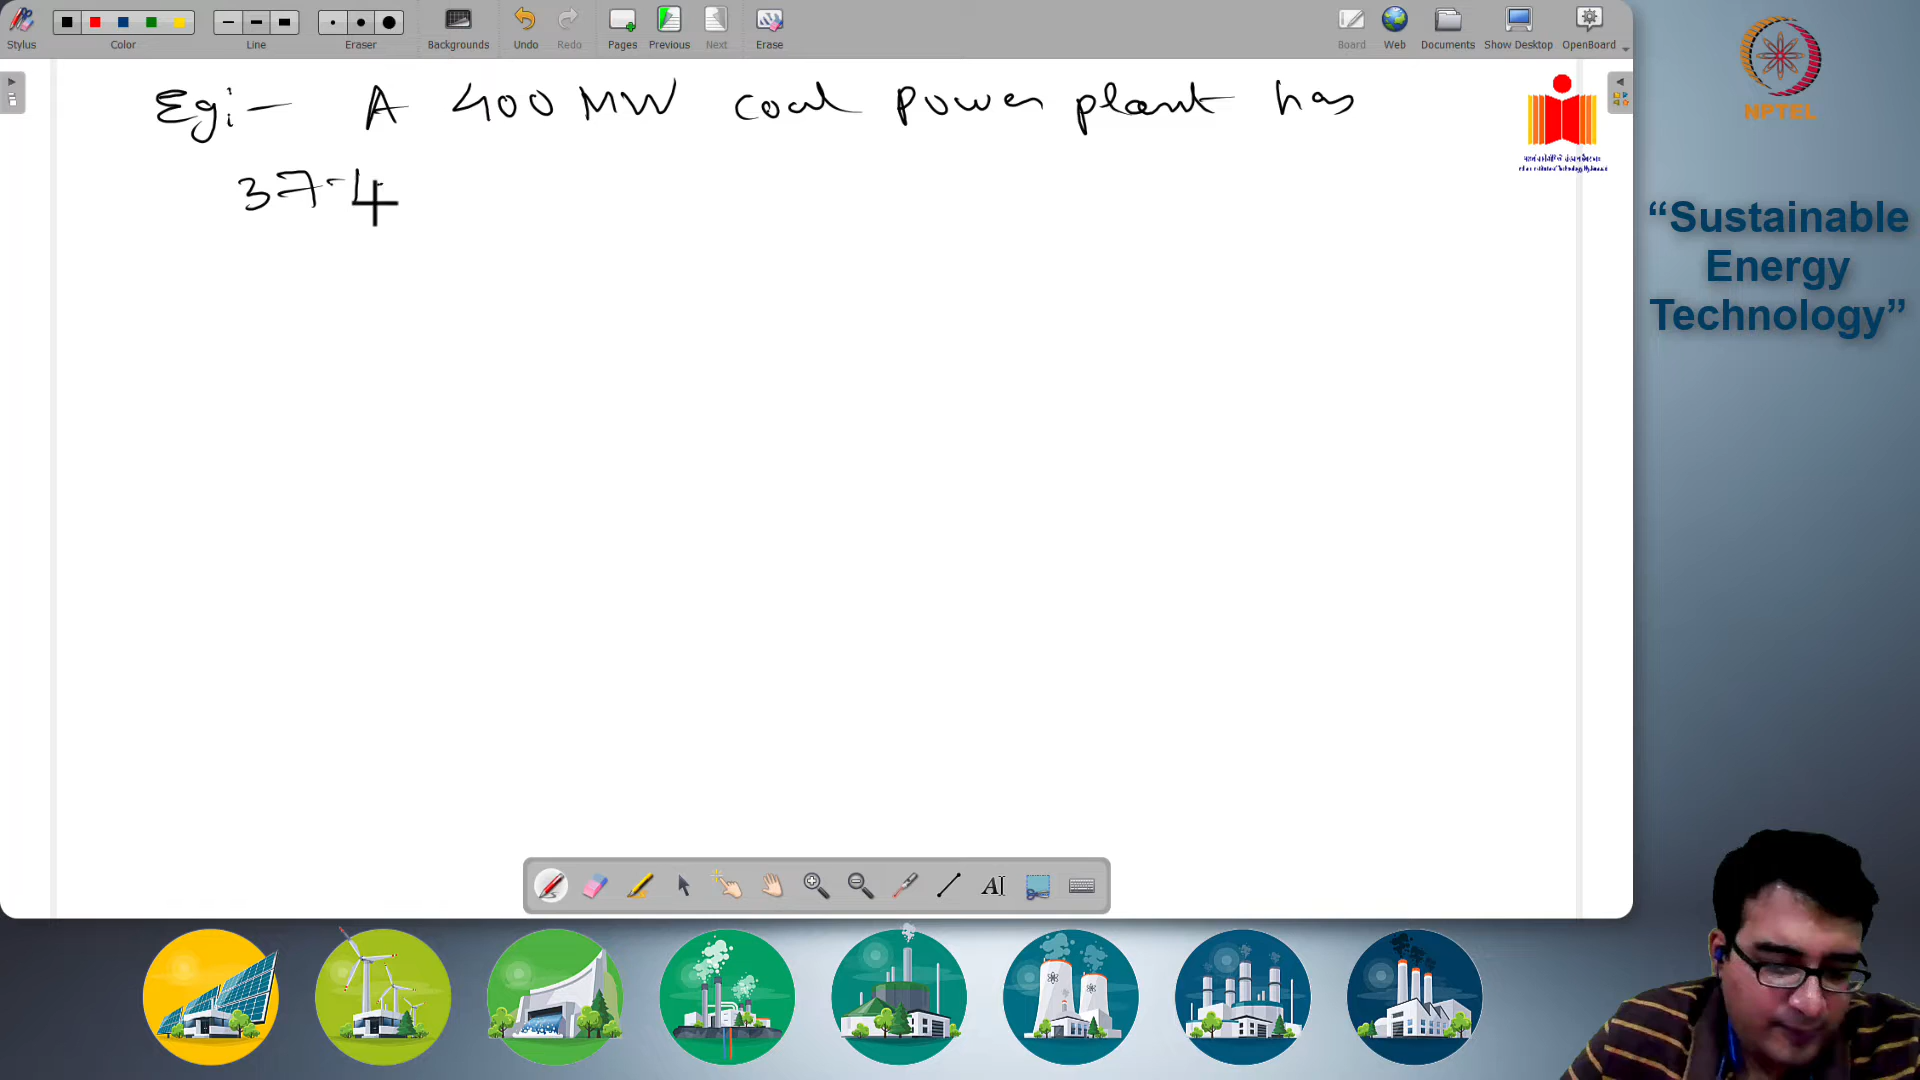 Stylus
Color
Line
Eraser
Backgrounds
Undo
Redo
Pages
Previous
Next
Erase
Board
Web
Documents
Show Desktop
OpenBoard
Eg:- A 400 MW coal power plant has
37-4
NPTEL
“Sustainable
Energy
Technology”